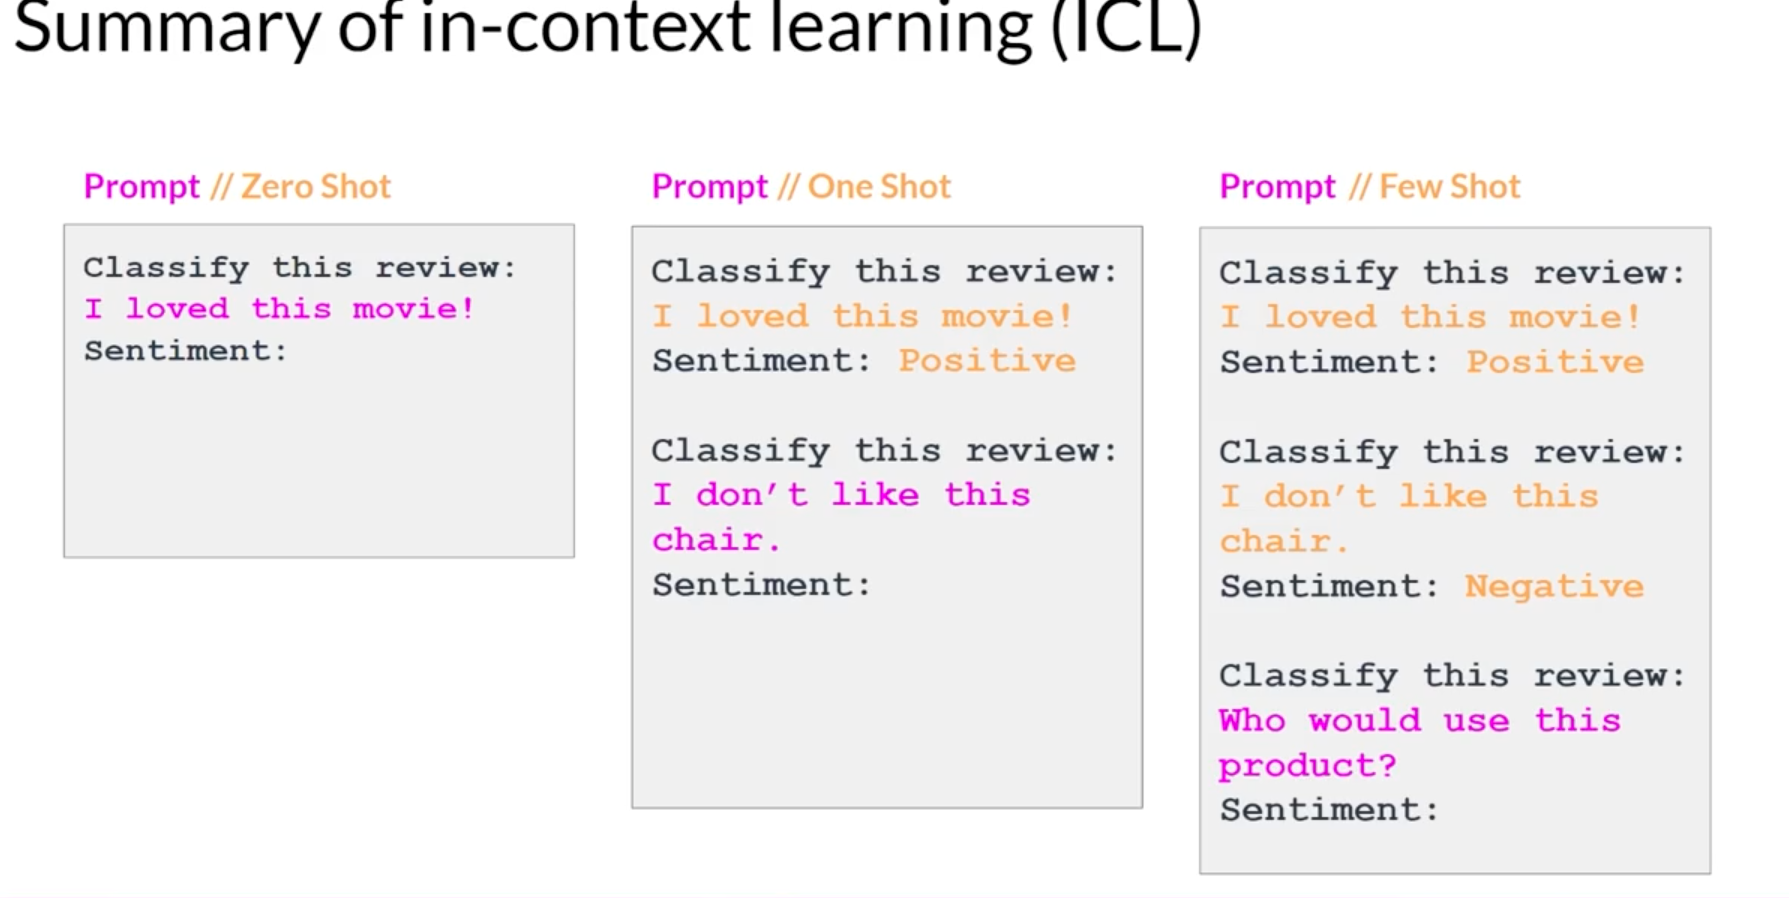 Summary of in-context learning (ICL)
Prompt // Zero Shot
Classify this review:
I loved this movie!
Sentiment:
Prompt // One Shot
Classify this review:
I loved this movie!
Sentiment: Positive
Classify this review:
I don’t like this
chair.
Sentiment:
Prompt // Few Shot
Classify this review:
I loved this movie!
Sentiment: Positive
Classify this review:
I don’t like this
chair.
Sentiment: Negative
Classify this review:
Who would use this
product?
Sentiment: